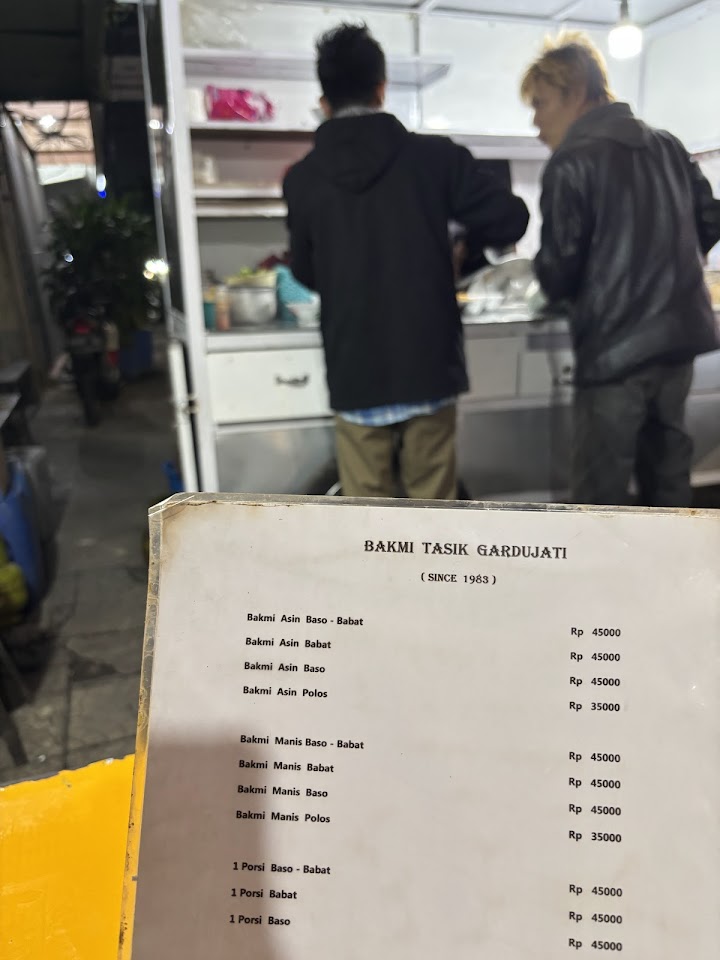 BAKMI TASIK GARDUJATI
( SINCE 1983 )
Bakmi Asin Baso - Babat Rp 45000
Bakmi Asin Babat Rp 45000
Bakmi Asin Baso Rp 45000
Bakmi Asin Polos Rp 35000
Bakmi Manis Baso - Babat Rp 45000
Bakmi Manis Babat Rp 45000
Bakmi Manis Baso Rp 45000
Bakmi Manis Polos Rp 35000
1 Porsi Baso - Babat Rp 45000
1 Porsi Babat Rp 45000
1 Porsi Baso Rp 45000